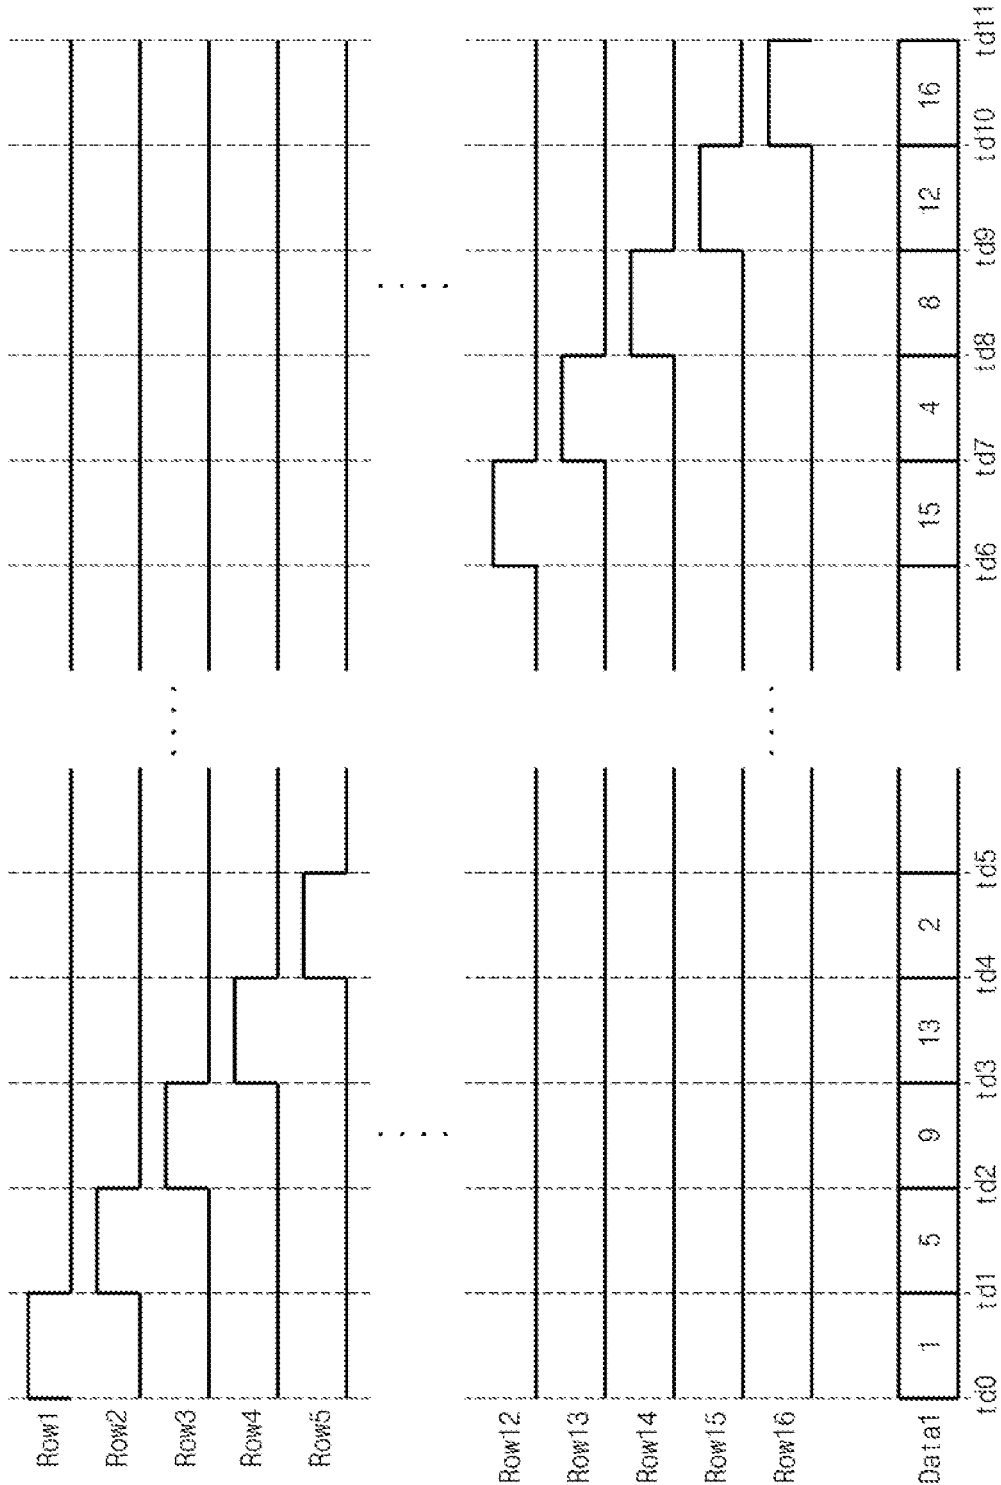 Row1
Row2
Row3
Row4
Row5
Row12
Row13
Row14
Row15
Row16
Data1 1 5 9 13 2 15 4 8 12 16
td0 td1 td2 td3 td4 td5 td6 td7 td8 td9 td10 td11